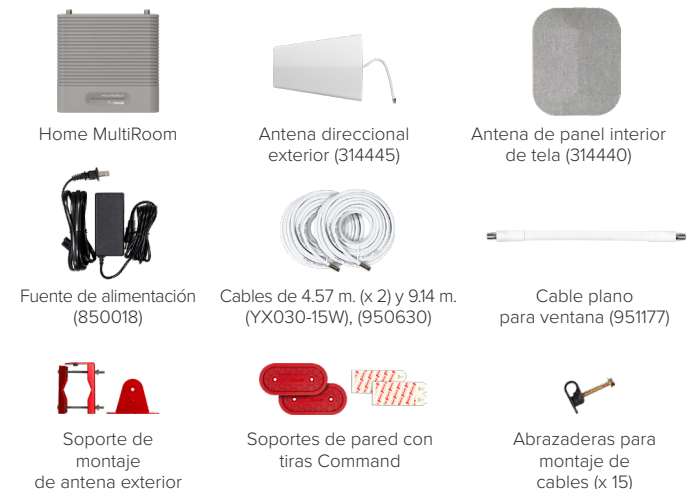 Home MultiRoom
Antena direccional
exterior (314445)
Antena de panel interior
de tela (314440)
Fuente de alimentación
(850018)
Cables de 4.57 m. (x 2) y 9.14 m.
(YX030-15W), (950630)
Cable plano
para ventana (951177)
Soporte de
montaje
de antena exterior
Soportes de pared con
tiras Command
Abrazaderas para
montaje de
cables (x 15)